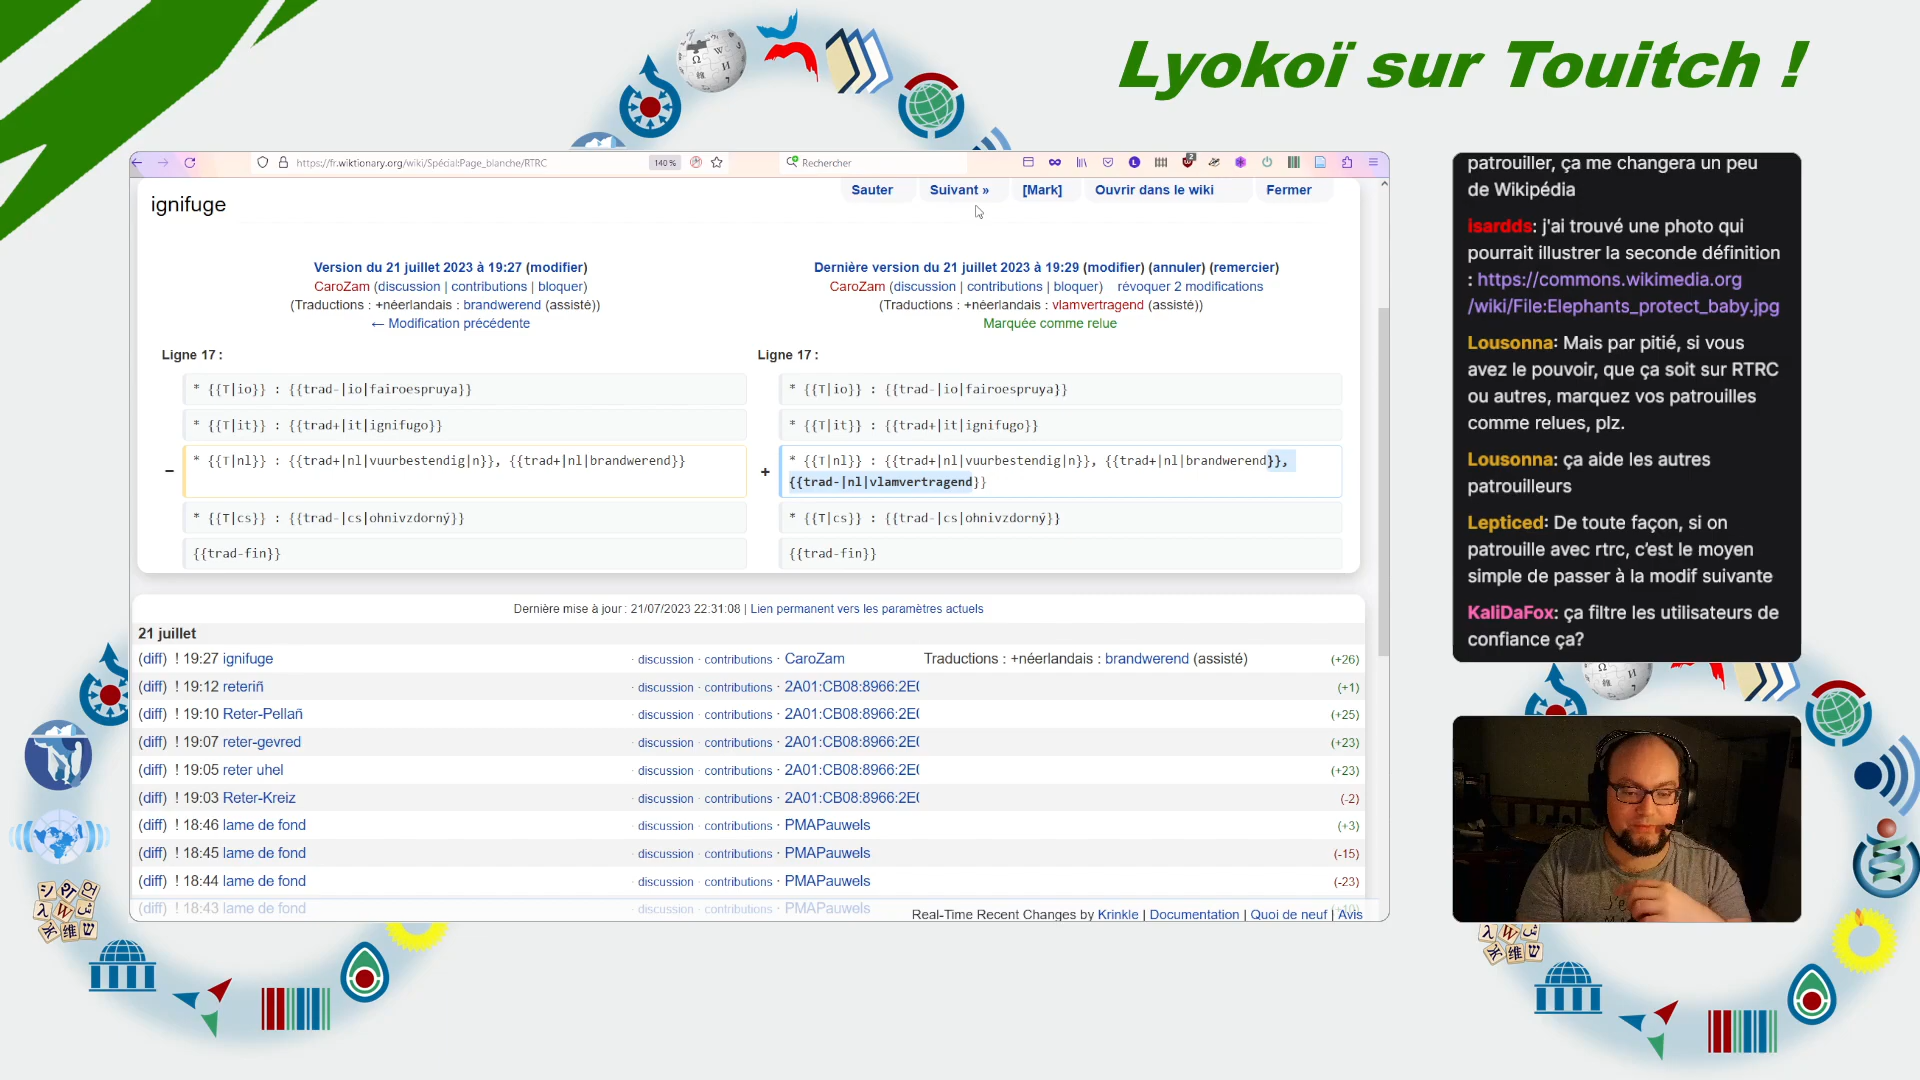 Lyokoï sur Touitch !
https://fr.wiktionary.org/wiki/Spécial:Page_blanche/RTRC
140 %
Rechercher
ignifuge
Sauter
Suivant »
[Mark]
Ouvrir dans le wiki
Fermer
Version du 21 juillet 2023 à 19:27 (modifier)
CaroZam (discussion | contributions | bloquer)
(Traductions : +néerlandais : brandwerend (assisté))
← Modification précédente
Dernière version du 21 juillet 2023 à 19:29 (modifier) (annuler) (remercier)
CaroZam (discussion | contributions | bloquer) révoquer 2 modifications
(Traductions : +néerlandais : vlamvertragend (assisté))
Marquée comme relue
Ligne 17 :
* {{T|io}} : {{trad-|io|fairoespruya}}
* {{T|it}} : {{trad+|it|ignifugo}}
− * {{T|nl}} : {{trad+|nl|vuurbestendig|n}}, {{trad+|nl|brandwerend}}
* {{T|cs}} : {{trad-|cs|ohnivzdorný}}
{{trad-fin}}
Ligne 17 :
* {{T|io}} : {{trad-|io|fairoespruya}}
* {{T|it}} : {{trad+|it|ignifugo}}
+ * {{T|nl}} : {{trad+|nl|vuurbestendig|n}}, {{trad+|nl|brandwerend}},
{{trad-|nl|vlamvertragend}}
* {{T|cs}} : {{trad-|cs|ohnivzdorný}}
{{trad-fin}}
Dernière mise à jour : 21/07/2023 22:31:08 | Lien permanent vers les paramètres actuels
21 juillet
(diff) ! 19:27 ignifuge · discussion · contributions · CaroZam Traductions : +néerlandais : brandwerend (assisté) (+26)
(diff) ! 19:12 reteriñ · discussion · contributions · 2A01:CB08:8966:2E (+1)
(diff) ! 19:10 Reter-Pellañ · discussion · contributions · 2A01:CB08:8966:2E (+25)
(diff) ! 19:07 reter-gevred · discussion · contributions · 2A01:CB08:8966:2E (+23)
(diff) ! 19:05 reter uhel · discussion · contributions · 2A01:CB08:8966:2E (+23)
(diff) ! 19:03 Reter-Kreiz · discussion · contributions · 2A01:CB08:8966:2E (-2)
(diff) ! 18:46 lame de fond · discussion · contributions · PMAPauwels (+3)
(diff) ! 18:45 lame de fond · discussion · contributions · PMAPauwels (-15)
(diff) ! 18:44 lame de fond · discussion · contributions · PMAPauwels (-23)
(diff) ! 18:43 lame de fond · discussion · contributions · PMAPauwels
Real-Time Recent Changes by Krinkle | Documentation | Quoi de neuf | Avis
patrouiller, ça me changera un peu
de Wikipédia
isardds: j'ai trouvé une photo qui
pourrait illustrer la seconde définition
: https://commons.wikimedia.org
/wiki/File:Elephants_protect_baby.jpg
Lousonna: Mais par pitié, si vous
avez le pouvoir, que ça soit sur RTRC
ou autres, marquez vos patrouilles
comme relues, plz.
Lousonna: ça aide les autres
patrouilleurs
Lepticed: De toute façon, si on
patrouille avec rtrc, c’est le moyen
simple de passer à la modif suivante
KaliDaFox: ça filtre les utilisateurs de
confiance ça?